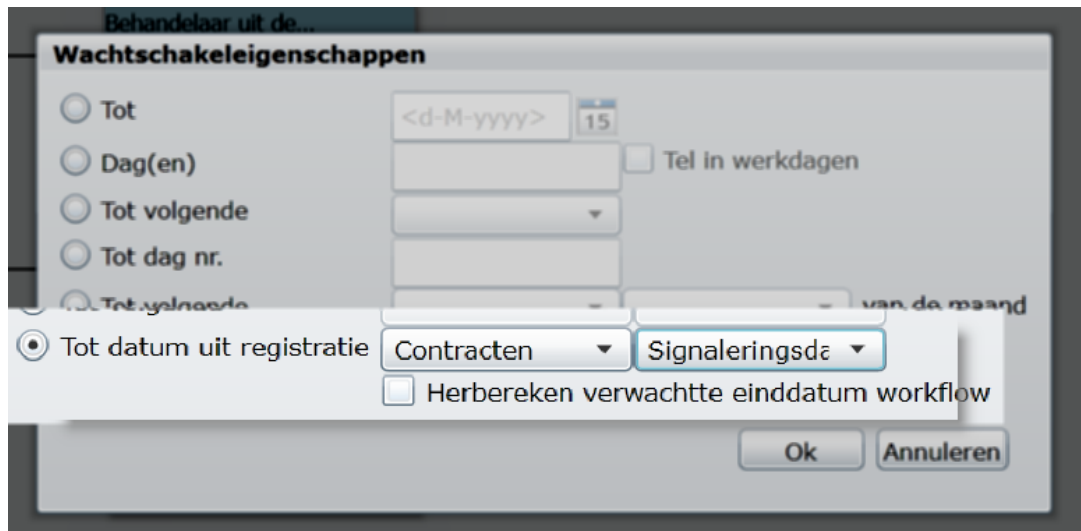 Behandelaar uit de...
Wachtschakeleigenschappen
Tot <d-M-yyyy> 15
Dag(en) Tel in werkdagen
Tot volgende
Tot dag nr.
Tot volgende van de maand
Tot datum uit registratie Contracten Signaleringsda
Herbereken verwachtte einddatum workflow
Ok Annuleren